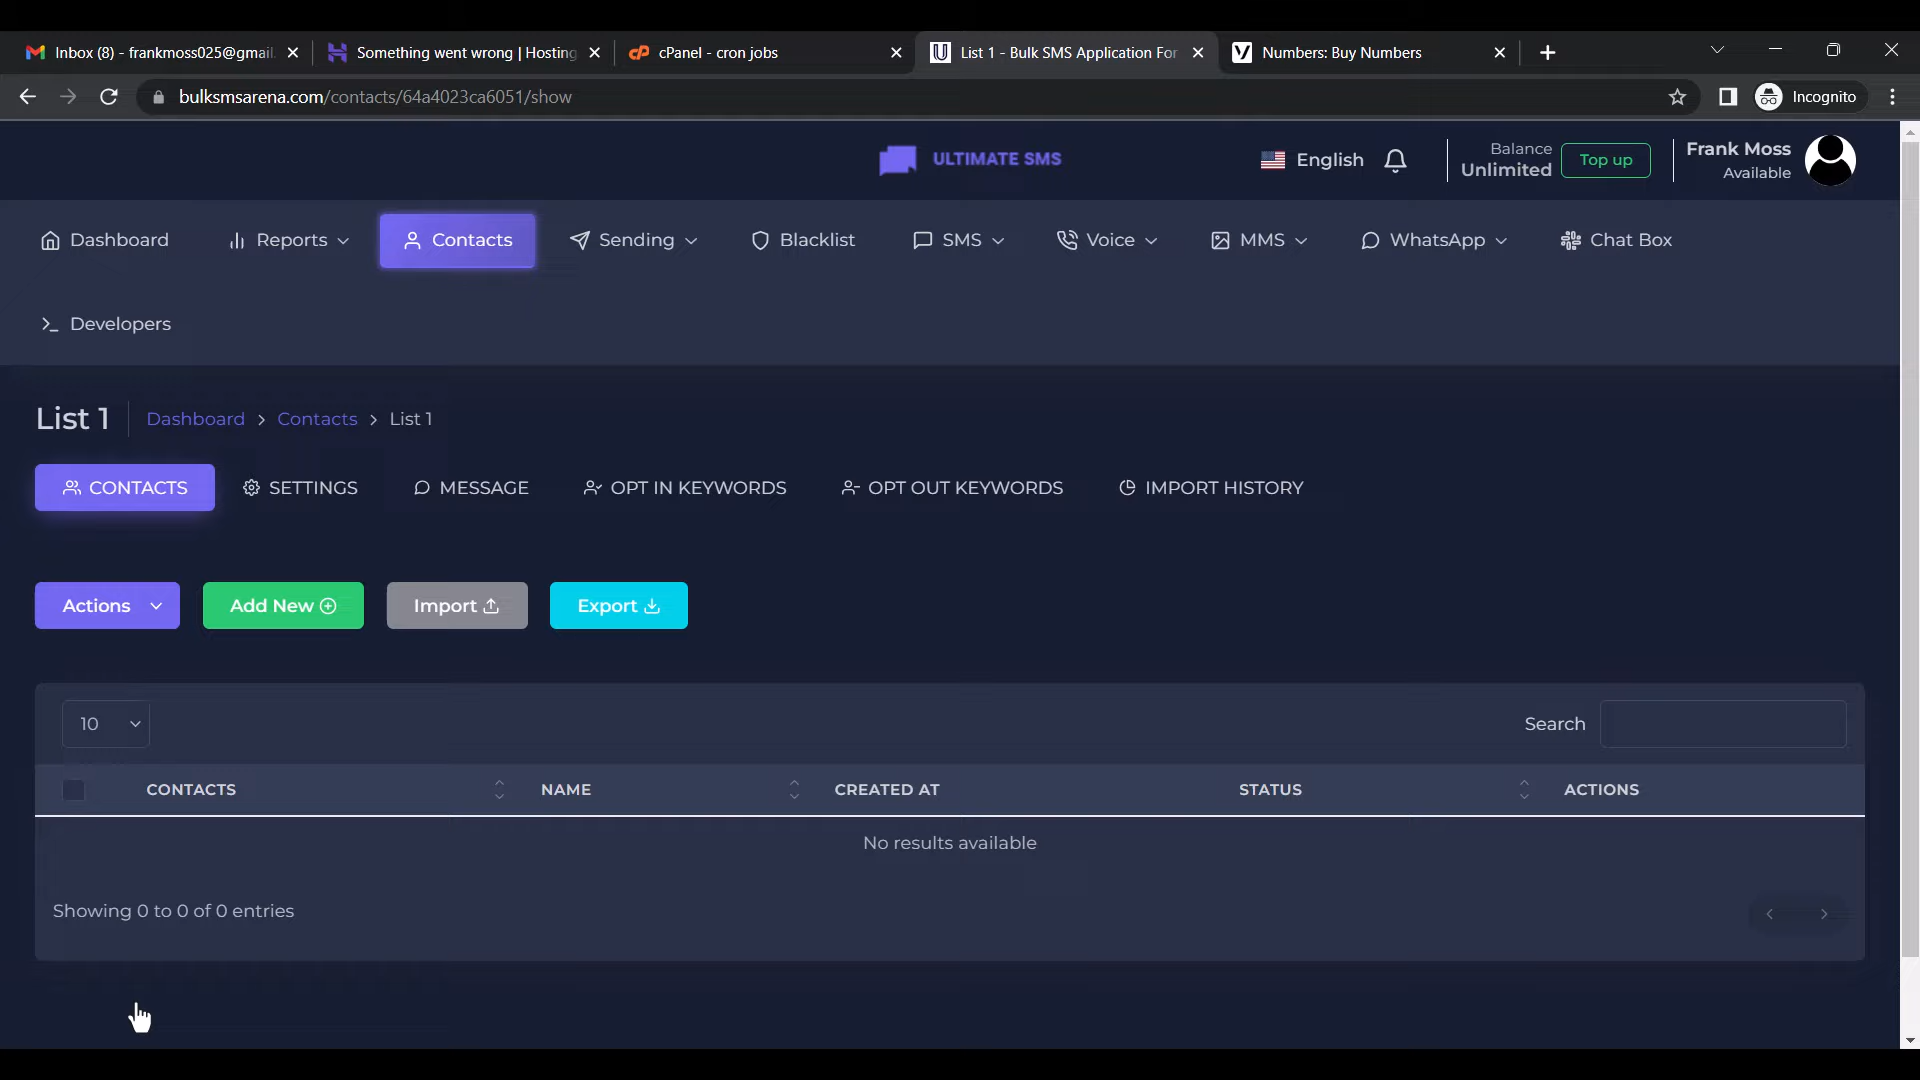 Inbox (8) - frankmoss025@gmail.
Something went wrong | Hosting
cPanel - cron jobs
List 1 - Bulk SMS Application For
Numbers: Buy Numbers
bulksmsarena.com/contacts/64a4023ca6051/show
Incognito
ULTIMATE SMS
English
Balance
Unlimited
Top up
Frank Moss
Available
Dashboard
Reports
Contacts
Sending
Blacklist
SMS
Voice
MMS
WhatsApp
Chat Box
Developers
List 1
Dashboard > Contacts > List 1
CONTACTS
SETTINGS
MESSAGE
OPT IN KEYWORDS
OPT OUT KEYWORDS
IMPORT HISTORY
Actions
Add New
Import
Export
10
Search
CONTACTS
NAME
CREATED AT
STATUS
ACTIONS
No results available
Showing 0 to 0 of 0 entries